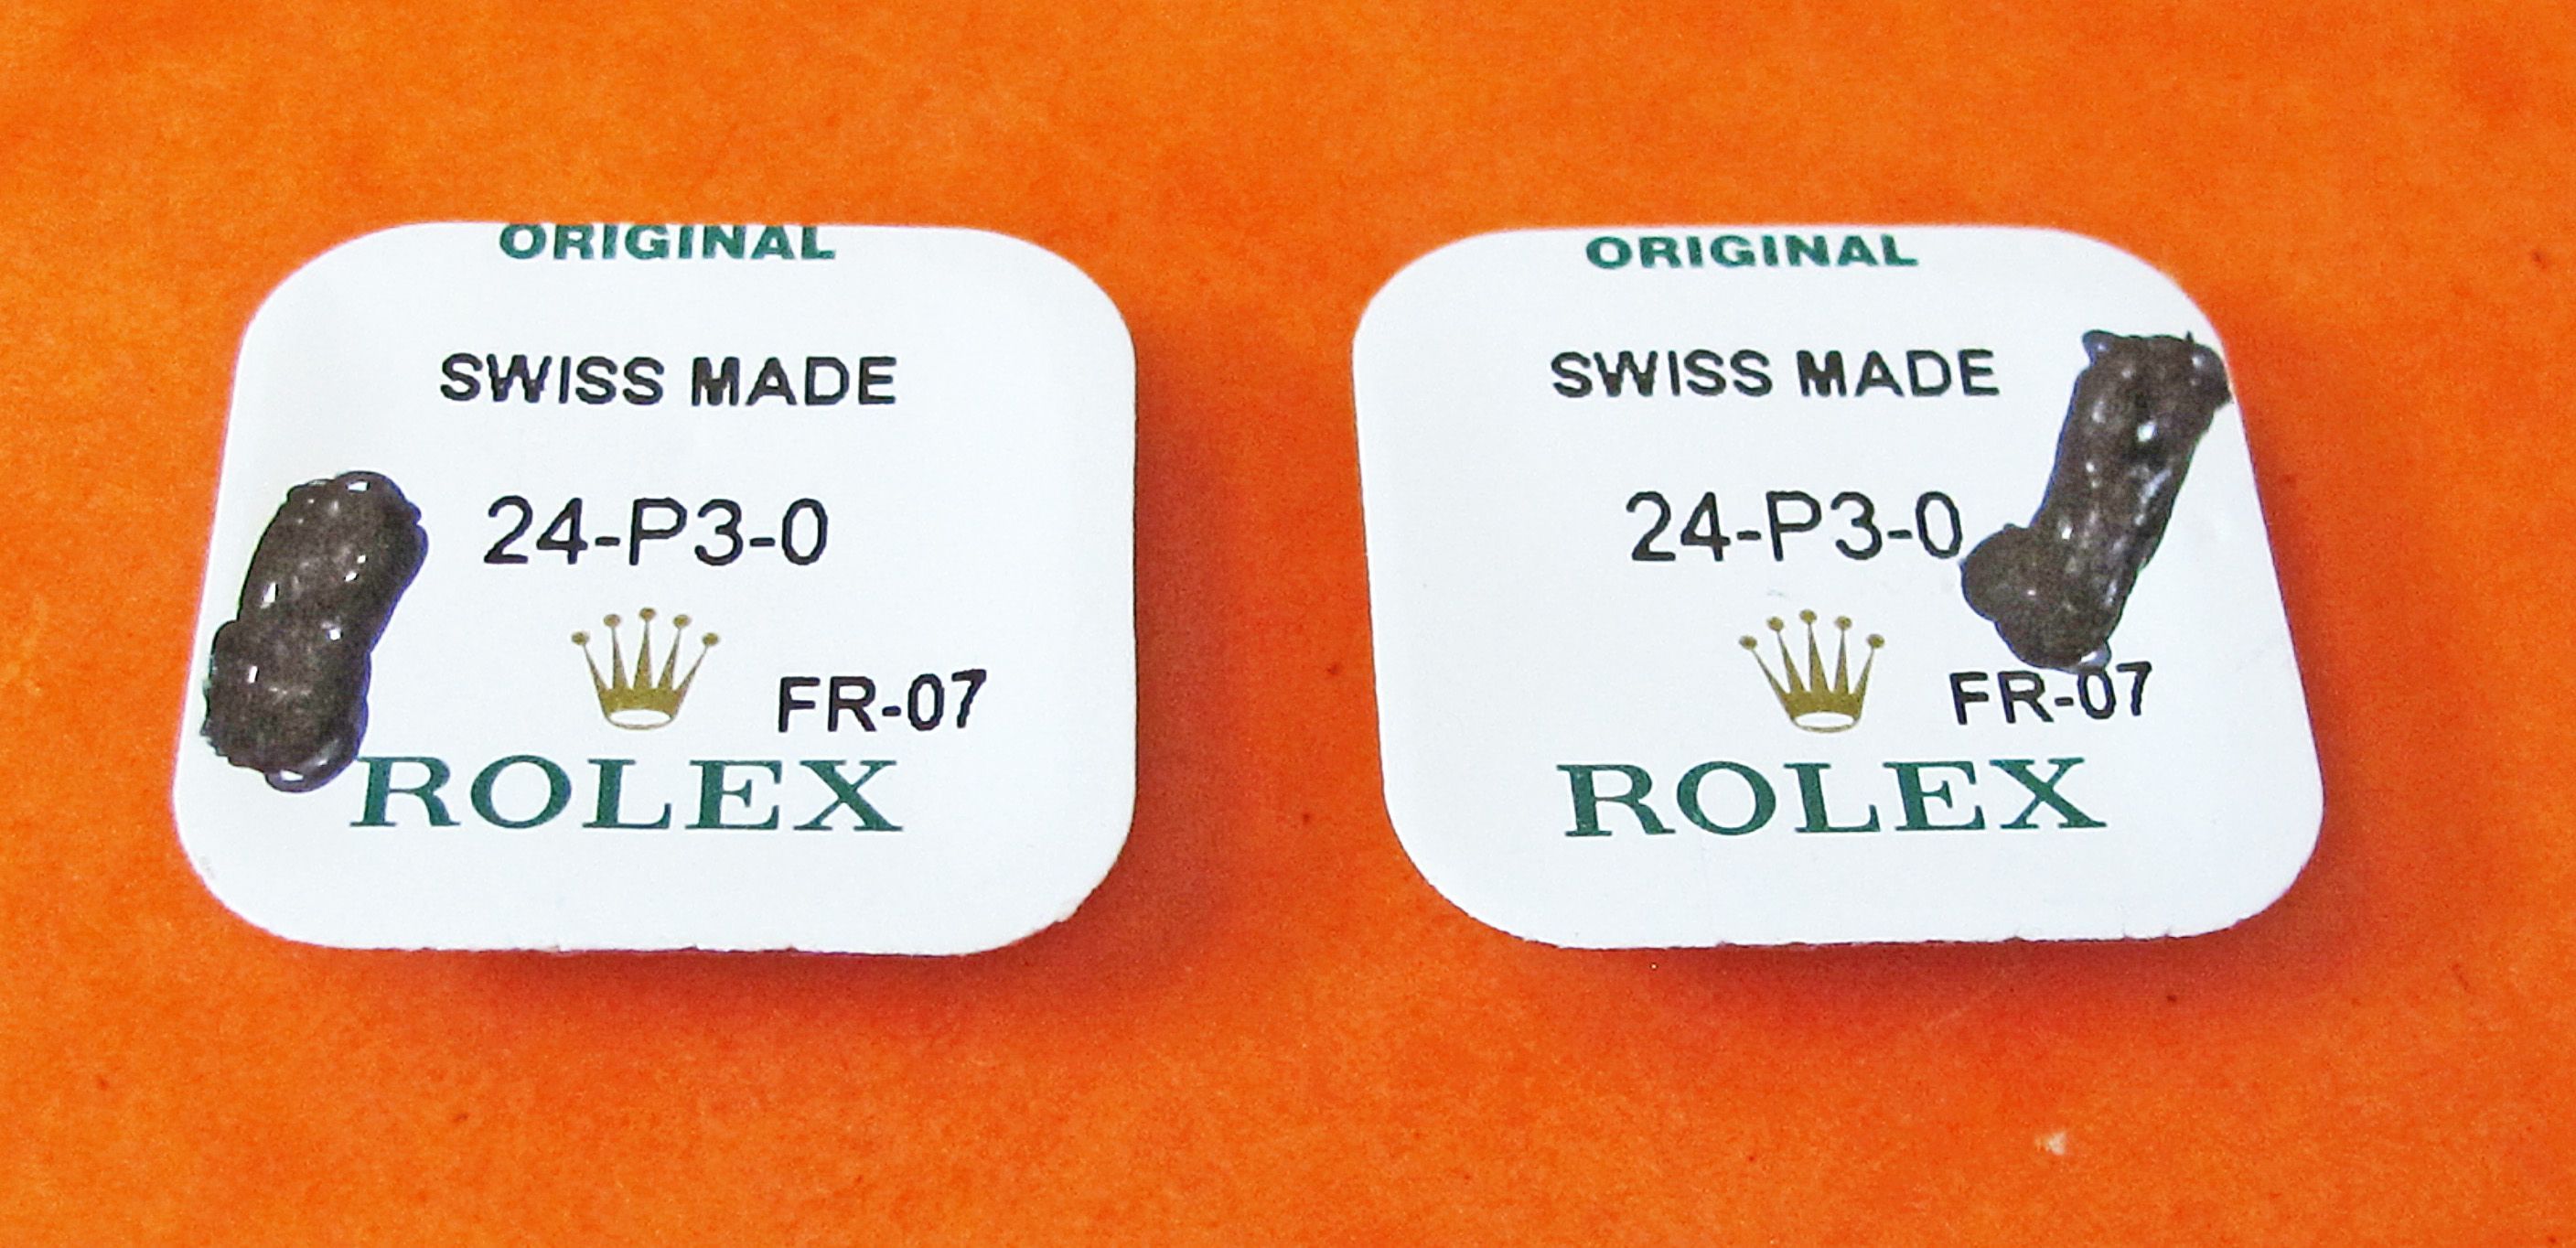 ORIGINAL
SWISS MADE
24-P3-0
FR-07
ROLEX
ORIGINAL
SWISS MADE
24-P3-0
FR-07
ROLEX